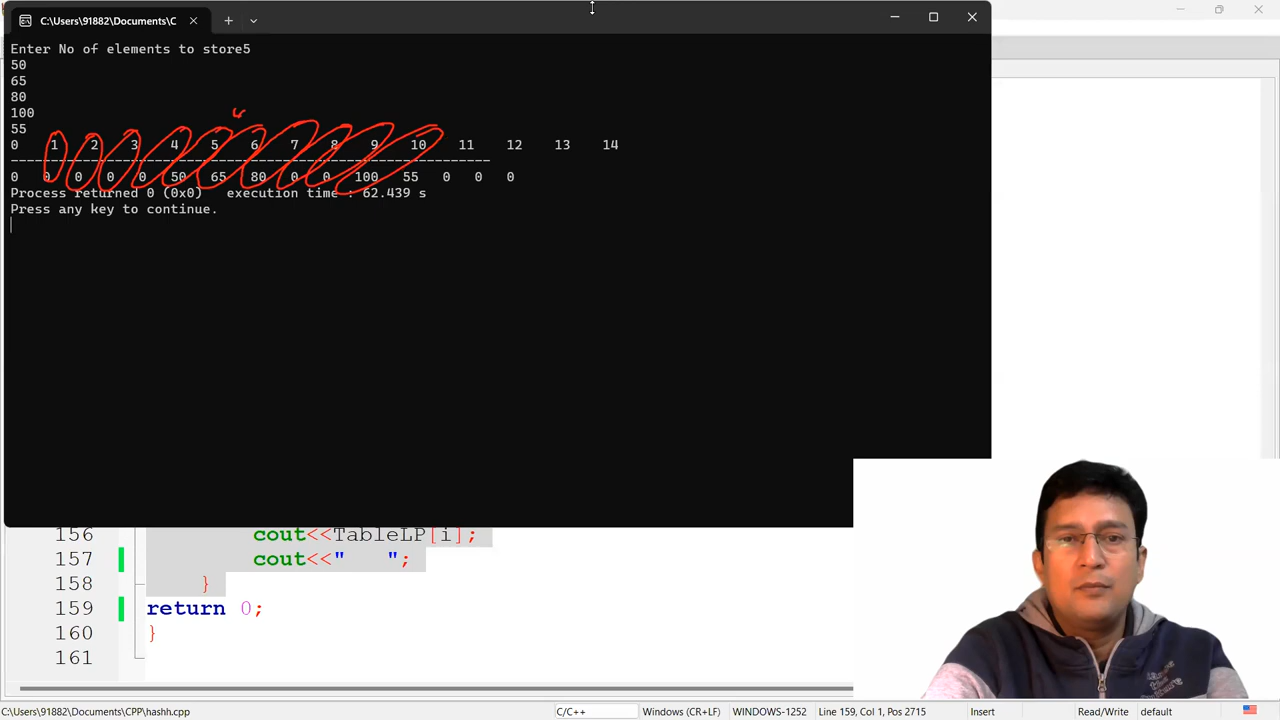 C:\Users\91882\Documents\C
Enter No of elements to store5
50
65
80
100
55
0 1 2 3 4 5 6 7 8 9 10 11 12 13 14
-------------------------------------------------------------
0 0 0 0 0 50 65 80 0 0 100 55 0 0 0
Process returned 0 (0x0) execution time : 62.439 s
Press any key to continue.
156 cout<<TableLP[i];
157 cout<<" ";
158 }
159 return 0;
160 }
161
C:\Users\91882\Documents\CPP\hashh.cpp C/C++ Windows (CR+LF) WINDOWS-1252 Line 159, Col 1, Pos 2715 Insert Read/Write default